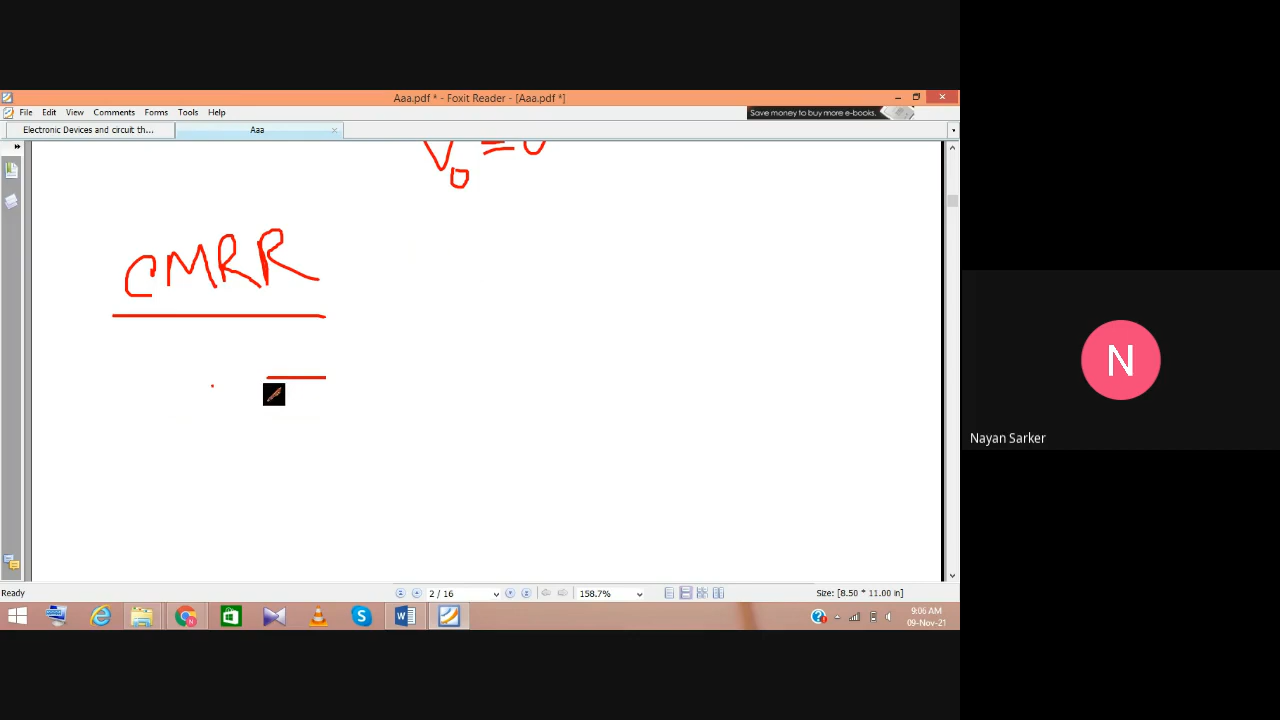 Aaa.pdf * - Foxit Reader - [Aaa.pdf *]
File Edit View Comments Forms Tools Help
Save money to buy more e-books.
Electronic Devices and circuit th...
Aaa
V0 = 0
CMRR
N
Nayan Sarker
Ready
2 / 16
158.7%
Size: [8.50 * 11.00 in]
9:06 AM
09-Nov-21